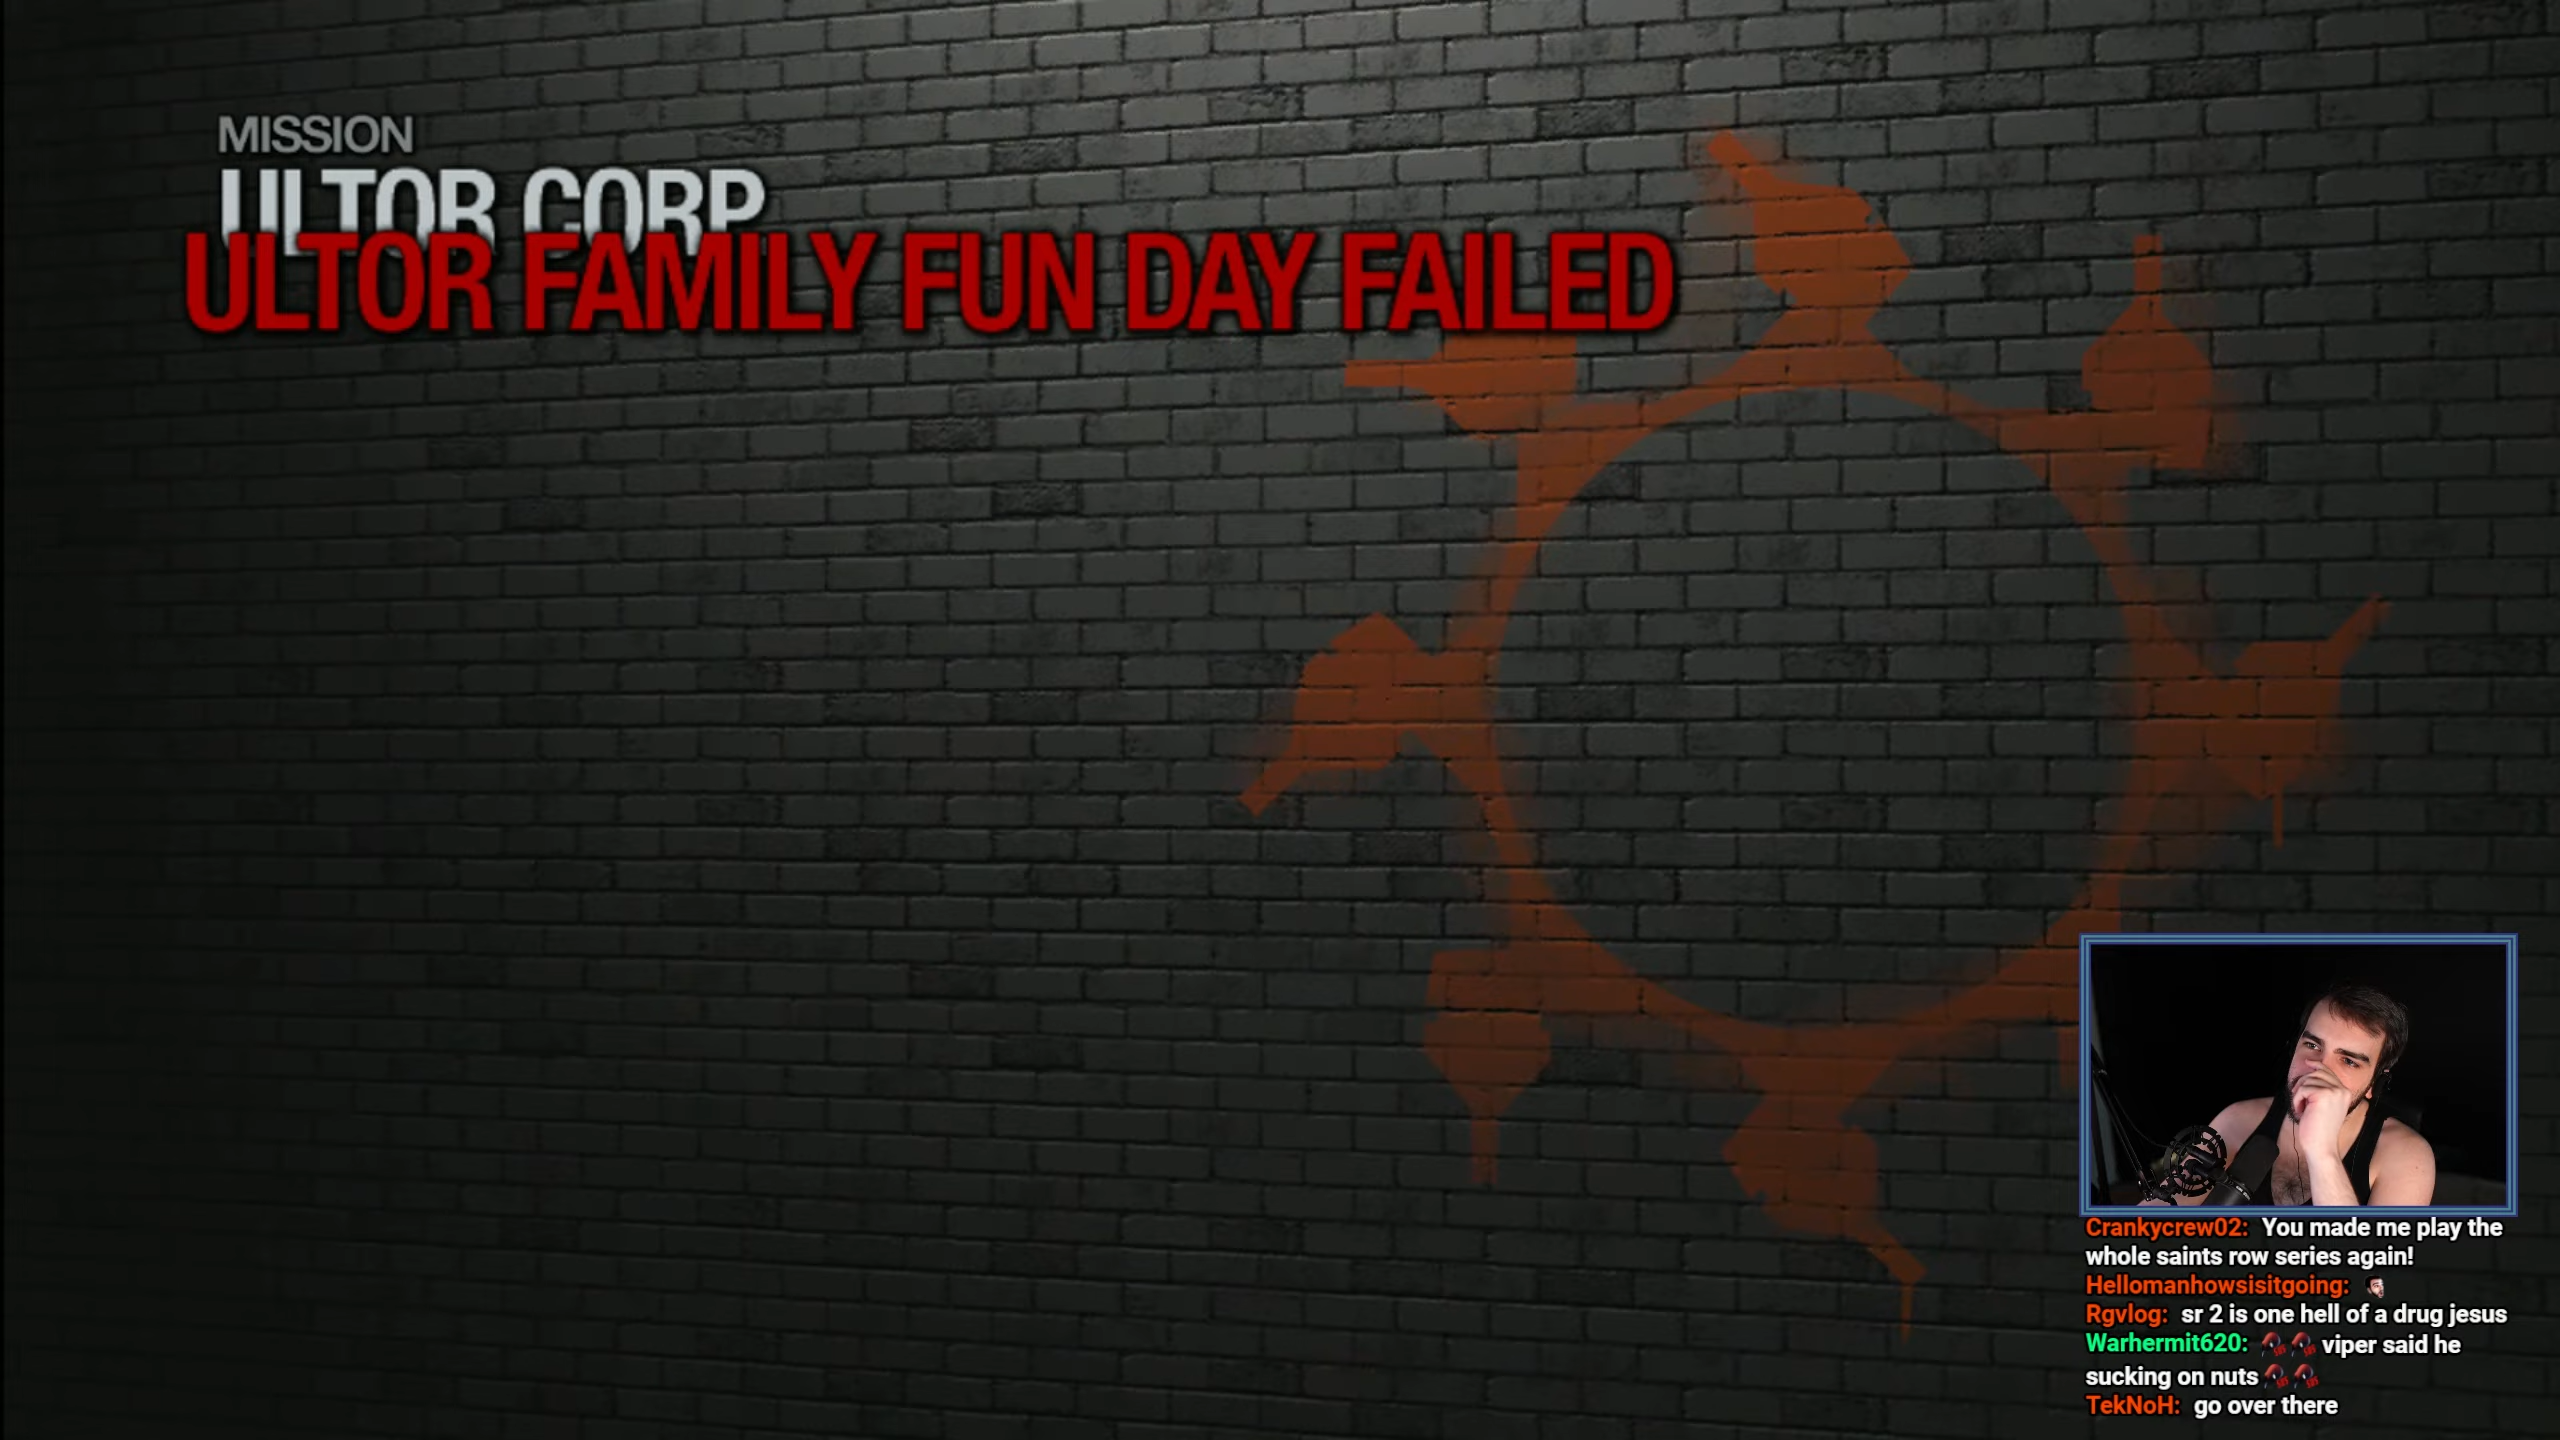 MISSION
ULTOR CORP
ULTOR FAMILY FUN DAY FAILED
Crankycrew02: You made me play the
whole saints row series again!
Hellomanhowsisitgoing:
Rgvlog: sr 2 is one hell of a drug jesus
Warhermit620: viper said he
sucking on nuts
TekNoH: go over there